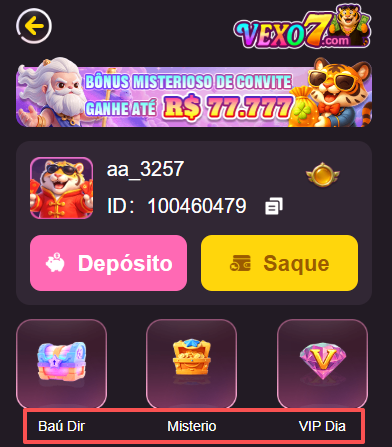 VEXO7.com
BÔNUS MISTERIOSO DE CONVITE
GANHE ATÉ R$ 77.777
aa_3257
ID: 100460479
Depósito
Saque
V
Baú Dir
Misterio
VIP Dia